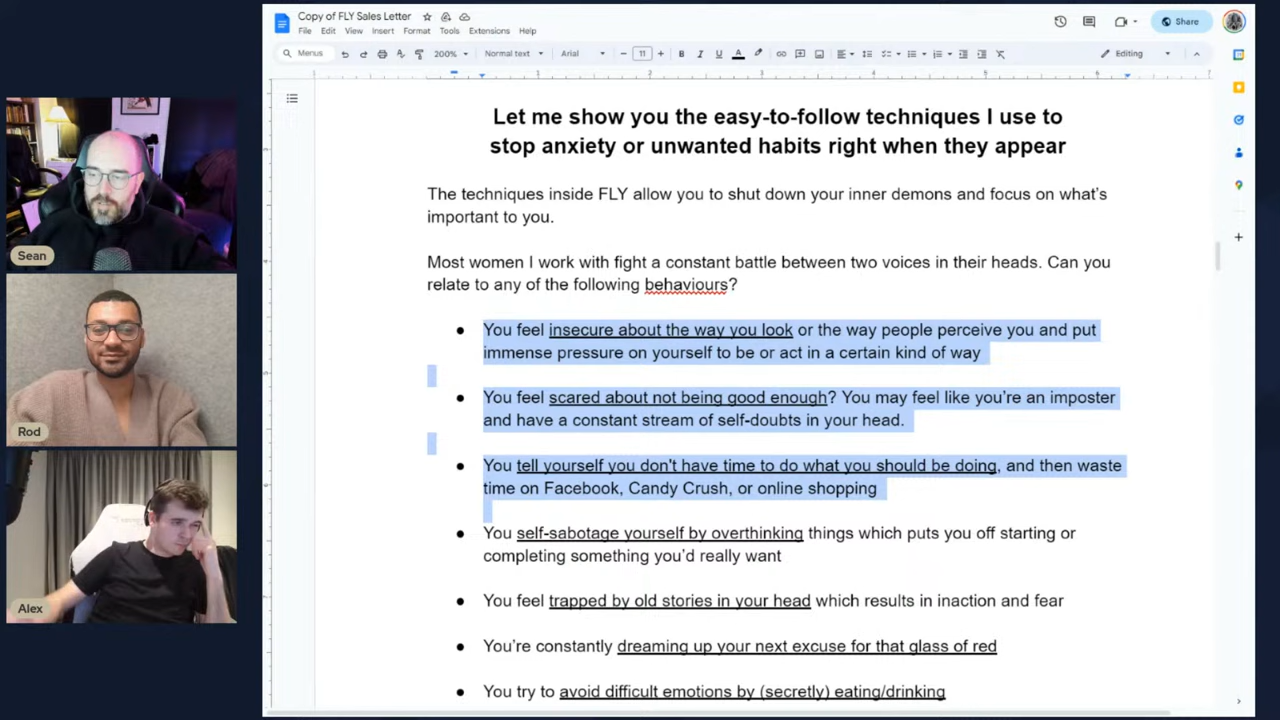 Copy of FLY Sales Letter
File Edit View Insert Format Tools Extensions Help
Share
Menus
200%
Normal text
Arial
11
Editing
1 2 3 4 5 6 7
Let me show you the easy-to-follow techniques I use to
stop anxiety or unwanted habits right when they appear
The techniques inside FLY allow you to shut down your inner demons and focus on what's
important to you.
Most women I work with fight a constant battle between two voices in their heads. Can you
relate to any of the following behaviours?
● You feel insecure about the way you look or the way people perceive you and put
immense pressure on yourself to be or act in a certain kind of way
● You feel scared about not being good enough? You may feel like you're an imposter
and have a constant stream of self-doubts in your head.
● You tell yourself you don't have time to do what you should be doing, and then waste
time on Facebook, Candy Crush, or online shopping
● You self-sabotage yourself by overthinking things which puts you off starting or
completing something you'd really want
● You feel trapped by old stories in your head which results in inaction and fear
● You're constantly dreaming up your next excuse for that glass of red
● You try to avoid difficult emotions by (secretly) eating/drinking
Sean
Rod
Alex